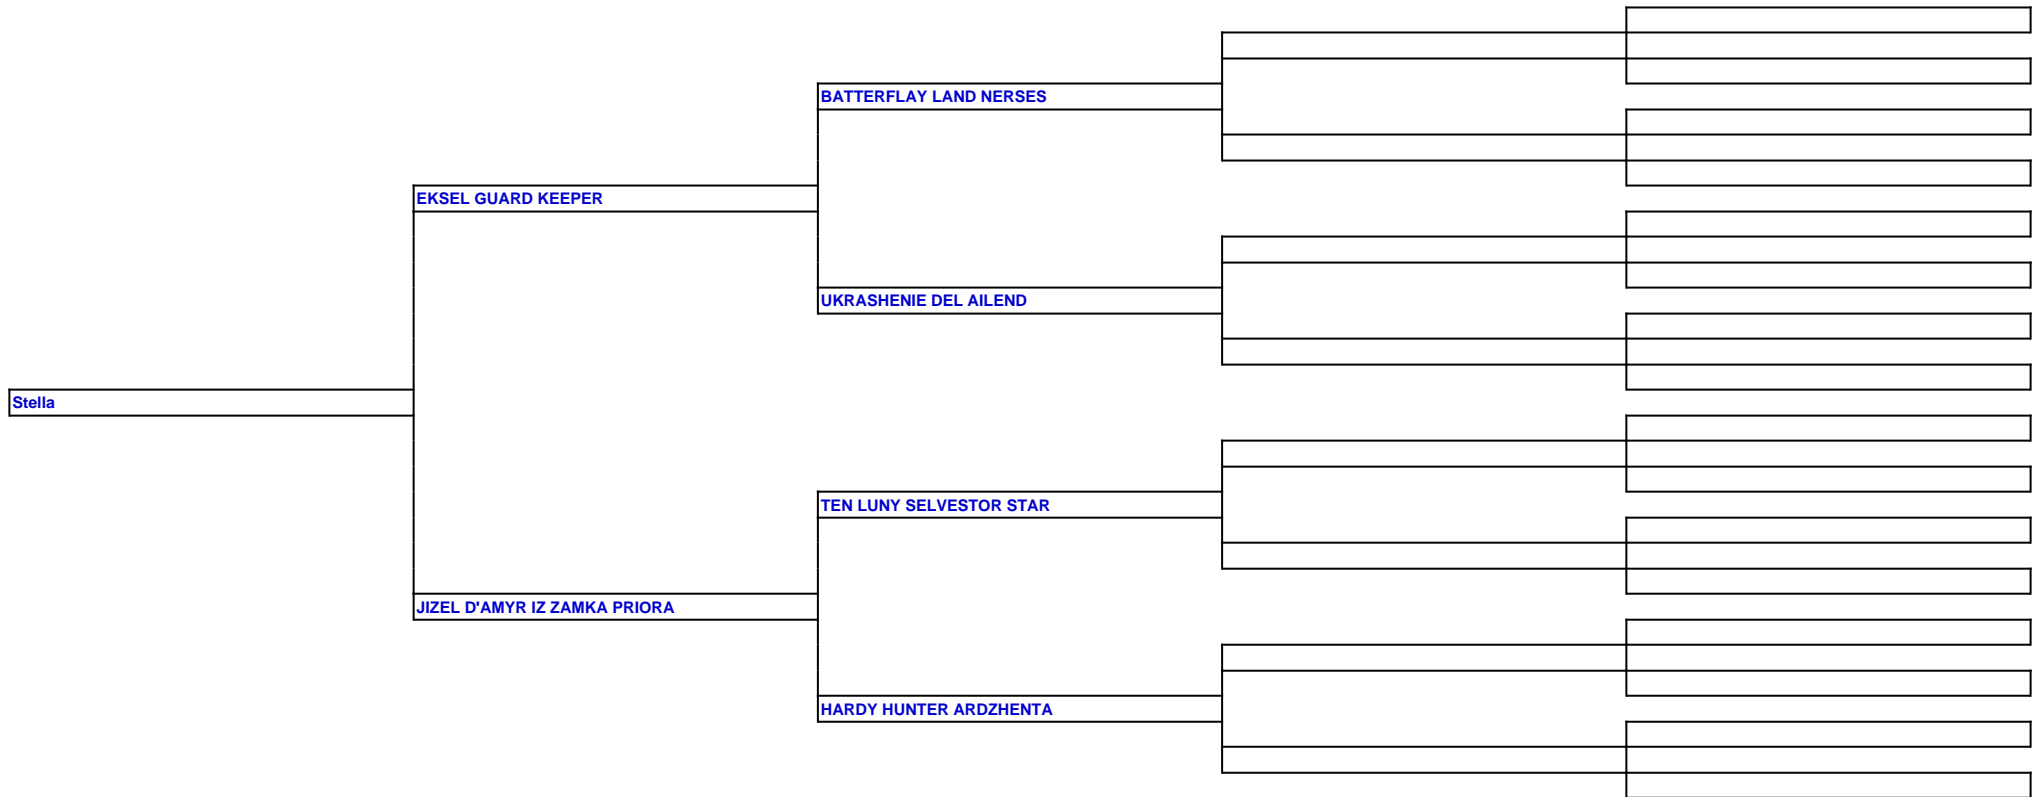 BATTERFLAY LAND NERSES
EKSEL GUARD KEEPER
UKRASHENIE DEL AILEND
Stella
TEN LUNY SELVESTOR STAR
JIZEL D'AMYR IZ ZAMKA PRIORA
HARDY HUNTER ARDZHENTA